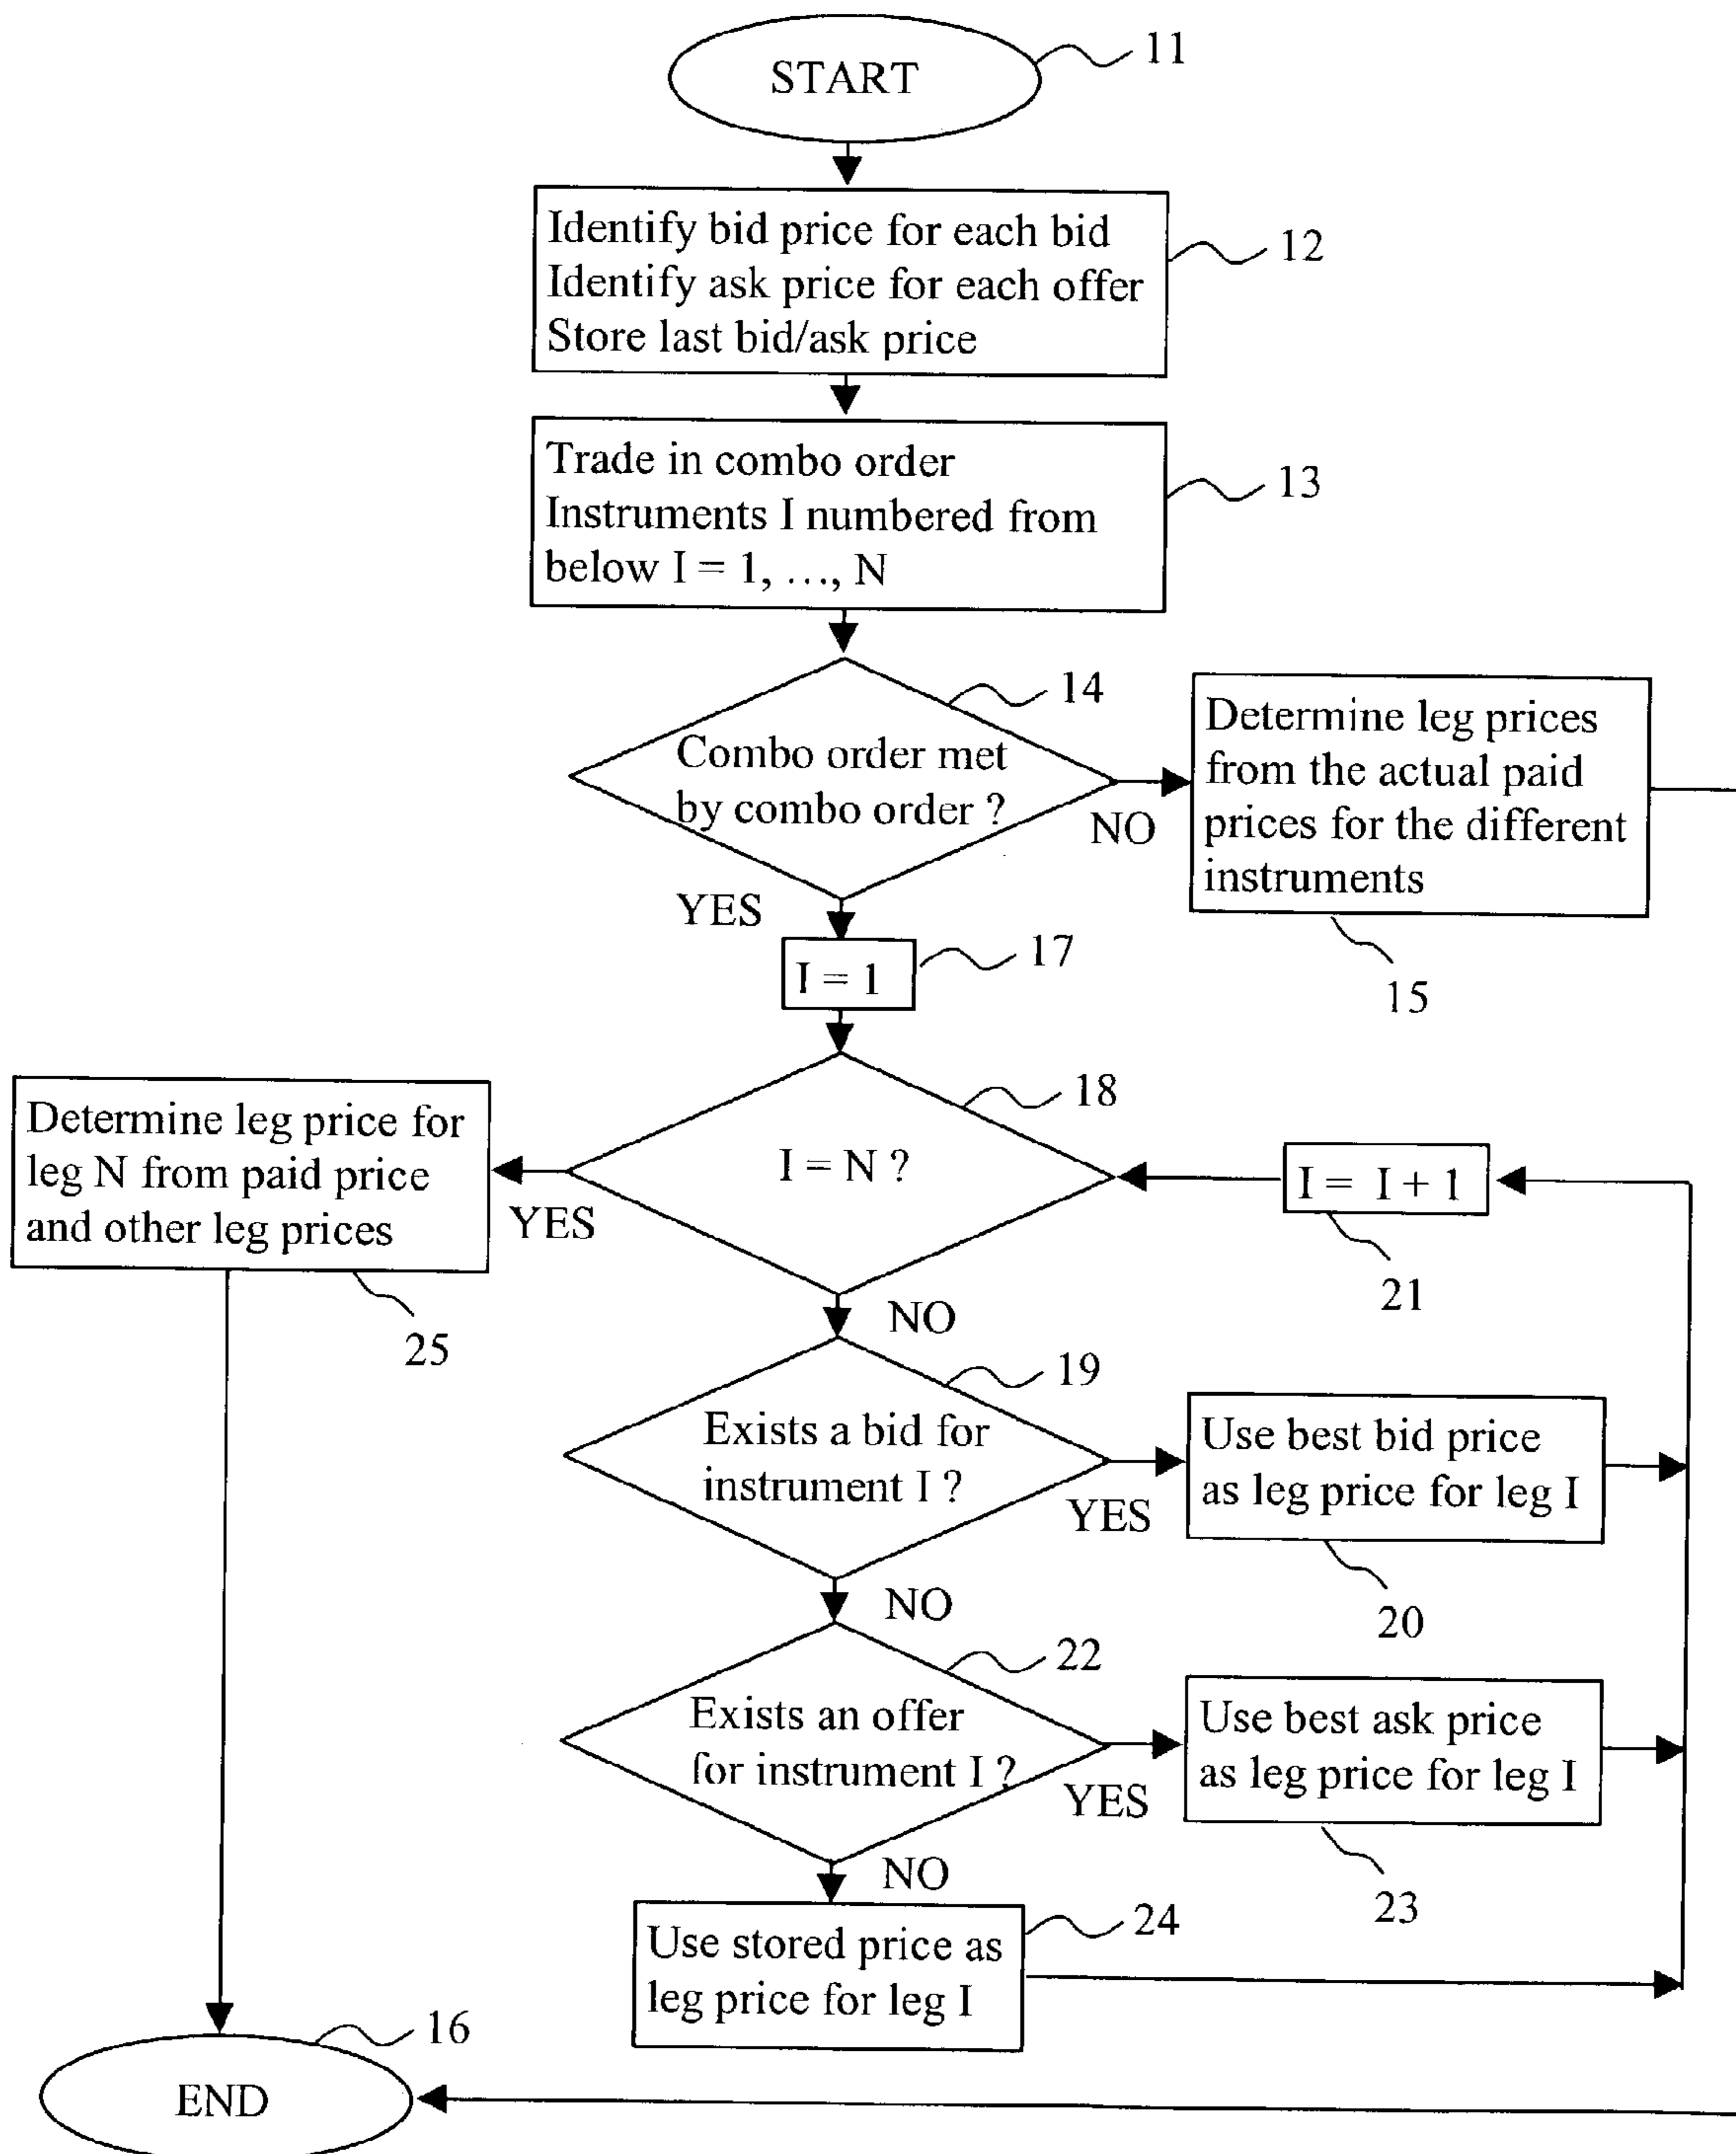 START
11
Identify bid price for each bid
Identify ask price for each offer
Store last bid/ask price
12
Trade in combo order
Instruments I numbered from
below I = 1, ..., N
13
Combo order met
by combo order ?
14
NO
YES
Determine leg prices
from the actual paid
prices for the different
instruments
15
I = 1
17
I = N ?
18
YES
NO
Determine leg price for
leg N from paid price
and other leg prices
25
I = I + 1
21
Exists a bid for
instrument I ?
19
YES
NO
Use best bid price
as leg price for leg I
20
Exists an offer
for instrument I ?
22
YES
NO
Use best ask price
as leg price for leg I
23
Use stored price as
leg price for leg I
24
END
16